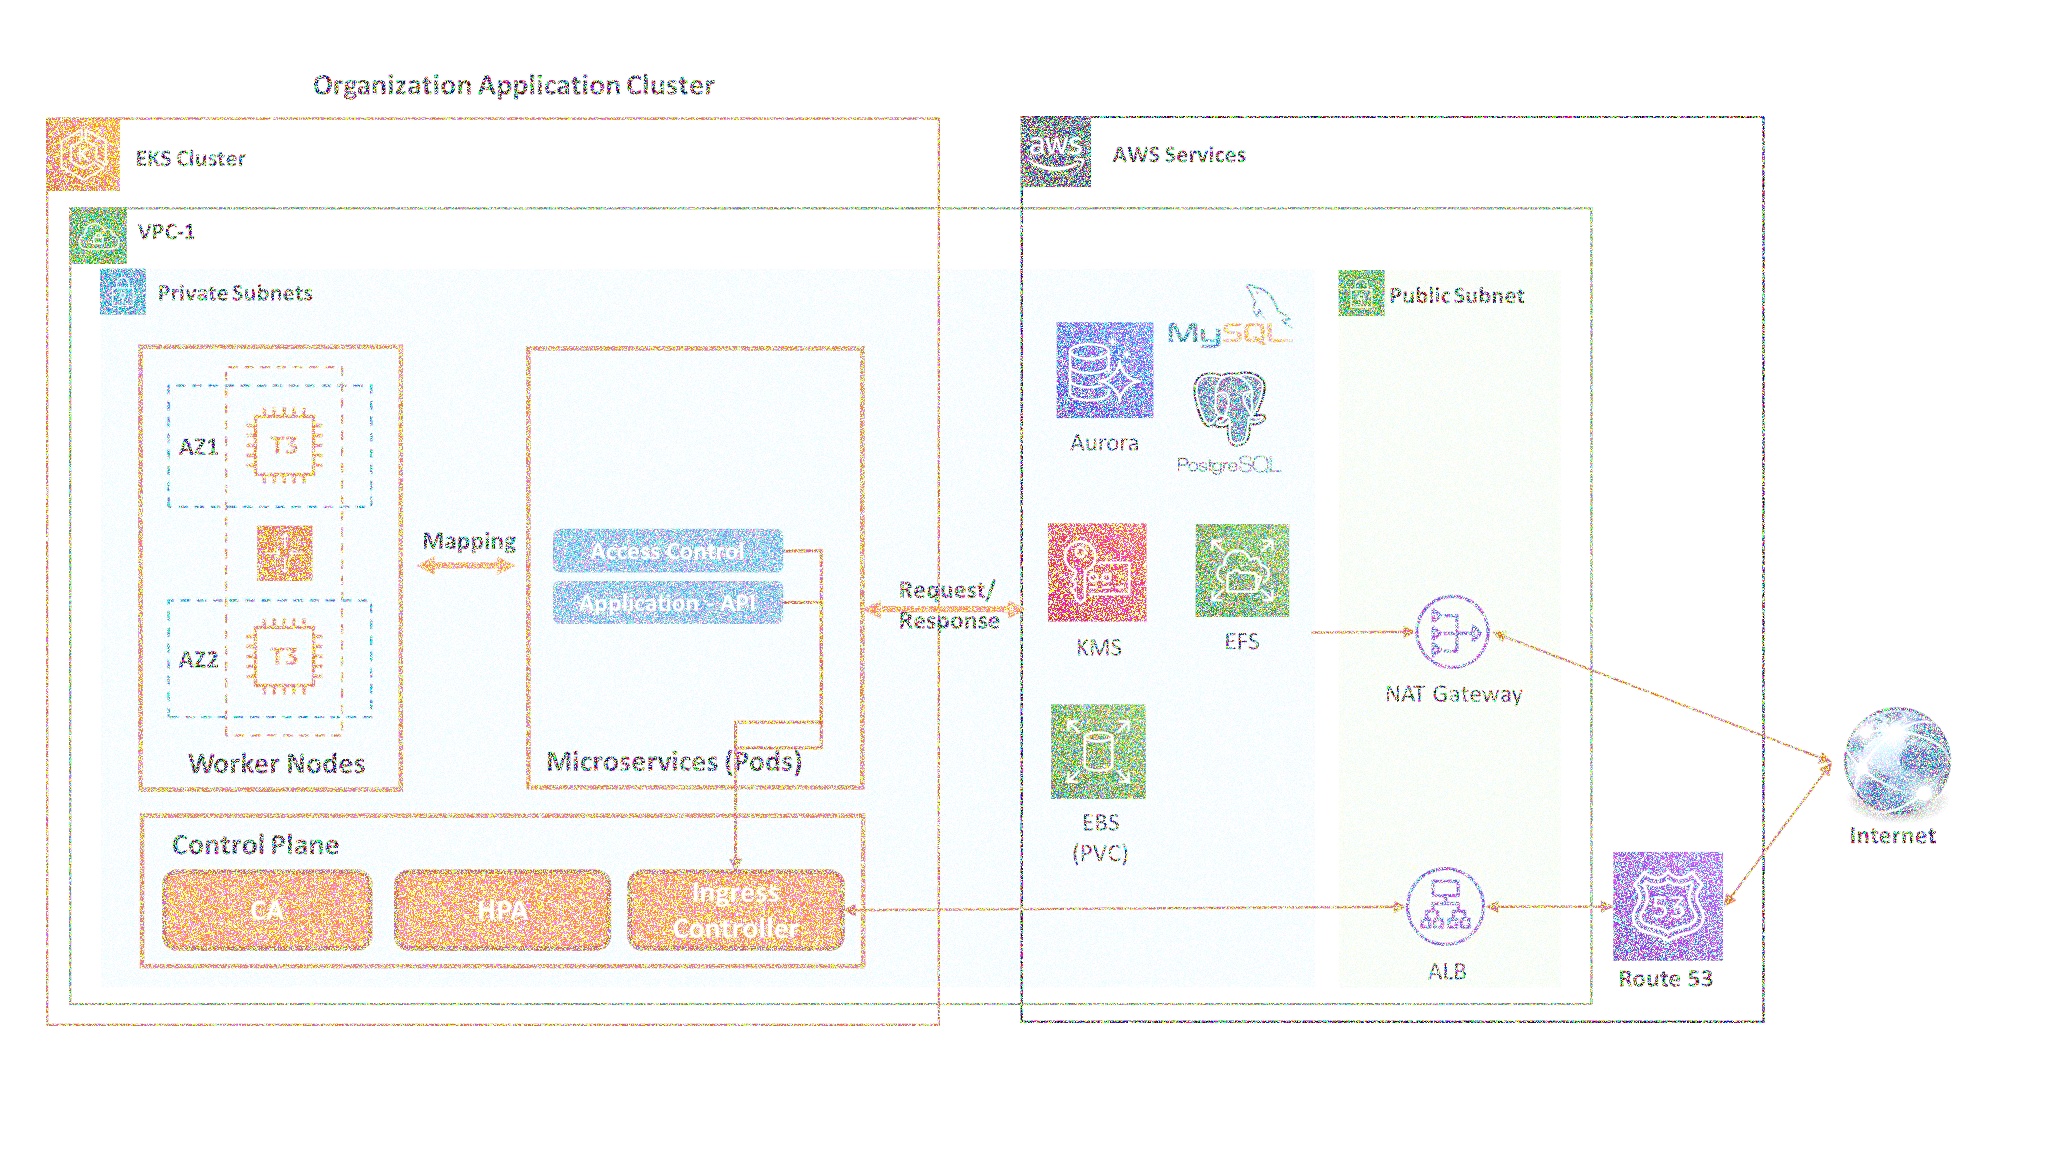 Organization Application Cluster
EKS Cluster
aws
AWS Services
VPC-1
Private Subnets
Public Subnet
MySQL
AZ1
T3
Aurora
PostgreSQL
Mapping
Access Control
Application - API
Request/
Response
KMS
EFS
AZ2
T3
NAT Gateway
Worker Nodes
Microservices (Pods)
EBS
(PVC)
Internet
Control Plane
CA
HPA
Ingress
Controller
53
ALB
Route 53